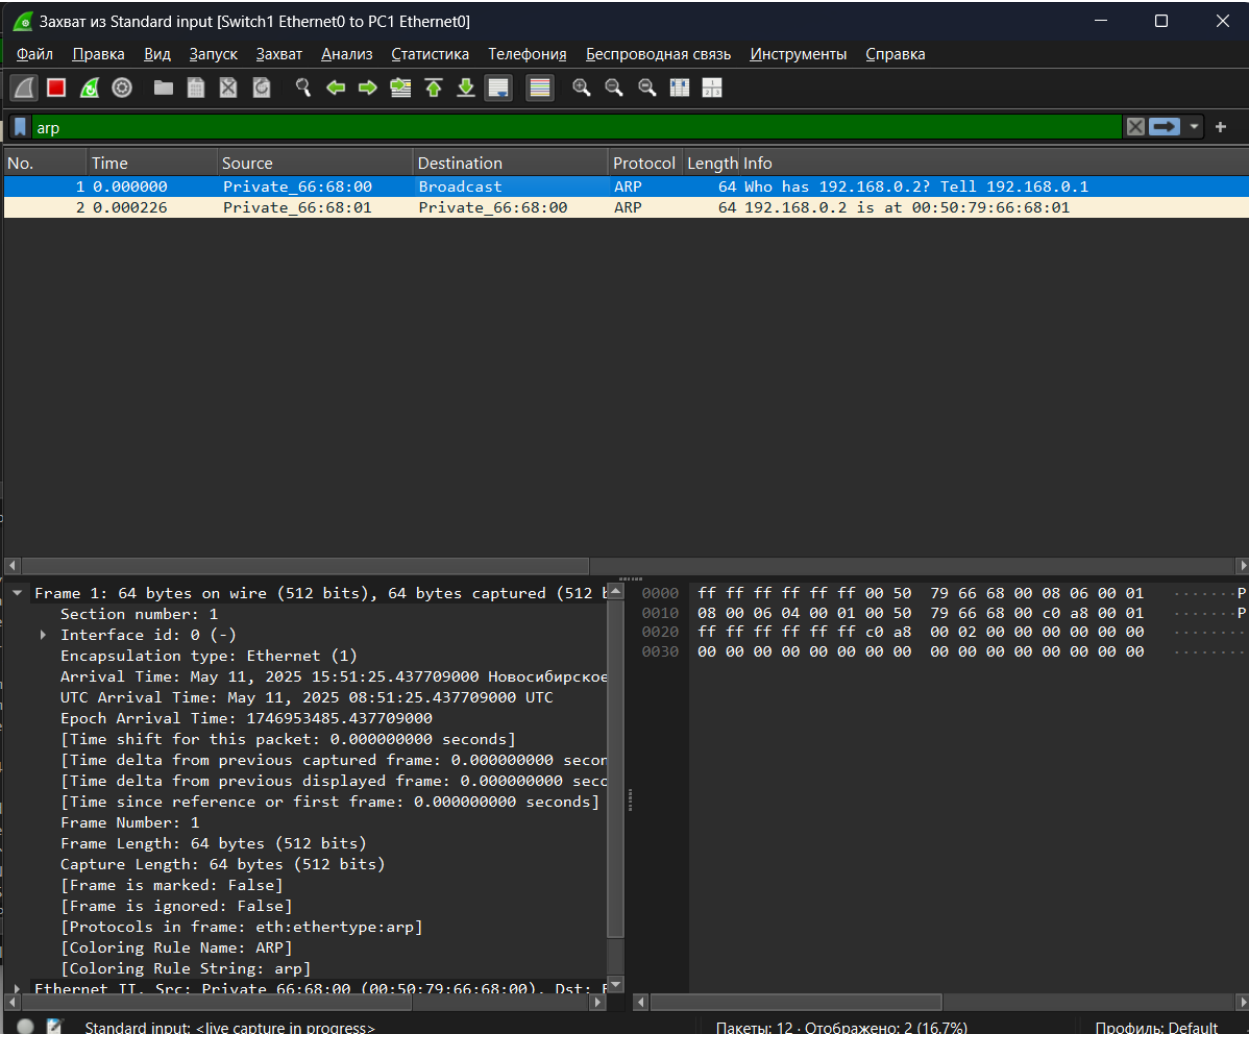 Захват из Standard input [Switch1 Ethernet0 to PC1 Ethernet0]
Файл Правка Вид Запуск Захват Анализ Статистика Телефония Беспроводная связь Инструменты Справка
arp
No. Time Source Destination Protocol Length Info
1 0.000000 Private_66:68:00 Broadcast ARP 64 Who has 192.168.0.2? Tell 192.168.0.1
2 0.000226 Private_66:68:01 Private_66:68:00 ARP 64 192.168.0.2 is at 00:50:79:66:68:01
Frame 1: 64 bytes on wire (512 bits), 64 bytes captured (512
Section number: 1
Interface id: 0 (-)
Encapsulation type: Ethernet (1)
Arrival Time: May 11, 2025 15:51:25.437709000 Новосибирское
UTC Arrival Time: May 11, 2025 08:51:25.437709000 UTC
Epoch Arrival Time: 1746953485.437709000
[Time shift for this packet: 0.000000000 seconds]
[Time delta from previous captured frame: 0.000000000 secon
[Time delta from previous displayed frame: 0.000000000 secc
[Time since reference or first frame: 0.000000000 seconds]
Frame Number: 1
Frame Length: 64 bytes (512 bits)
Capture Length: 64 bytes (512 bits)
[Frame is marked: False]
[Frame is ignored: False]
[Protocols in frame: eth:ethertype:arp]
[Coloring Rule Name: ARP]
[Coloring Rule String: arp]
Ethernet II, Src: Private_66:68:00 (00:50:79:66:68:00), Dst:
0000 ff ff ff ff ff ff 00 50 79 66 68 00 08 06 00 01 ·······P
0010 08 00 06 04 00 01 00 50 79 66 68 00 c0 a8 00 01 ·······P
0020 ff ff ff ff ff ff c0 a8 00 02 00 00 00 00 00 00 ········
0030 00 00 00 00 00 00 00 00 00 00 00 00 00 00 00 00 ········
Standard input: <live capture in progress>
Пакеты: 12 · Отображено: 2 (16.7%)
Профиль: Default